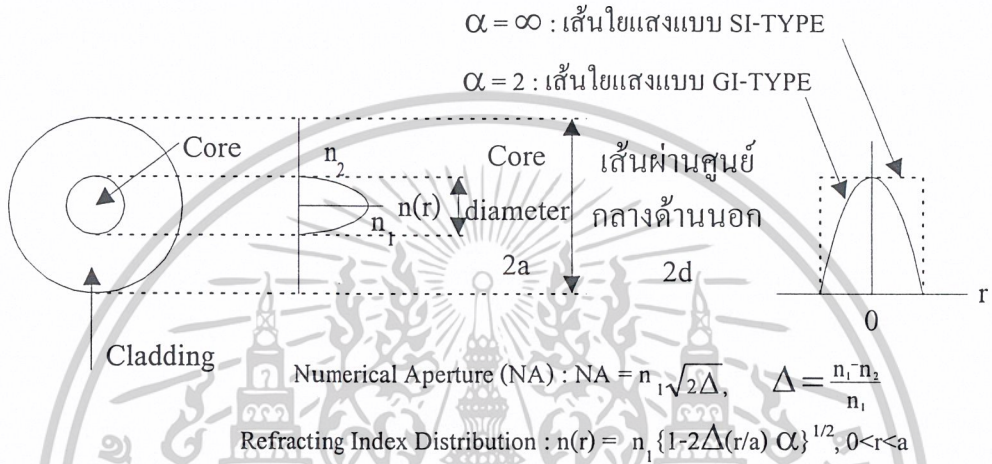 α = ∞ : เส้นใยแสงแบบ SI-TYPE
α = 2 : เส้นใยแสงแบบ GI-TYPE
Core
n₂
n(r)
n₁
Core
diameter
2a
เส้นผ่านศูนย์
กลางด้านนอก
2d
r
0
Cladding
Numerical Aperture (NA) : NA = n₁√2Δ, Δ = n₁-n₂/n₁
Refracting Index Distribution : n(r) = n₁{1-2Δ(r/a) α}^1/2, 0<r<a